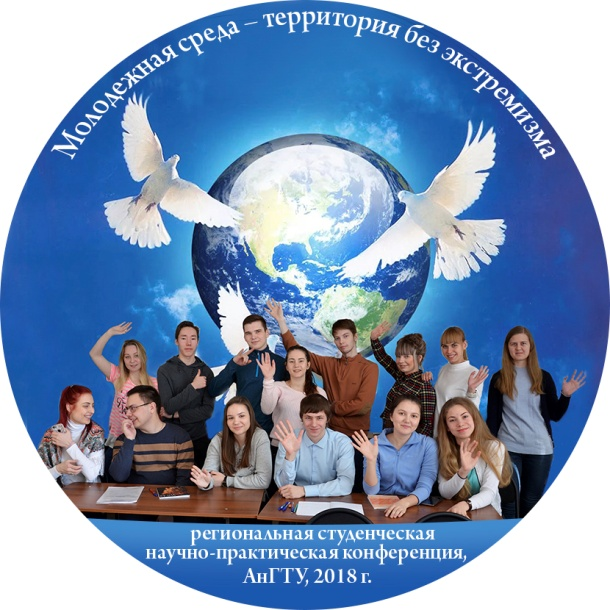 Молодежная среда – территория без экстремизма
региональная студенческая
научно-практическая конференция,
АнГТУ, 2018 г.